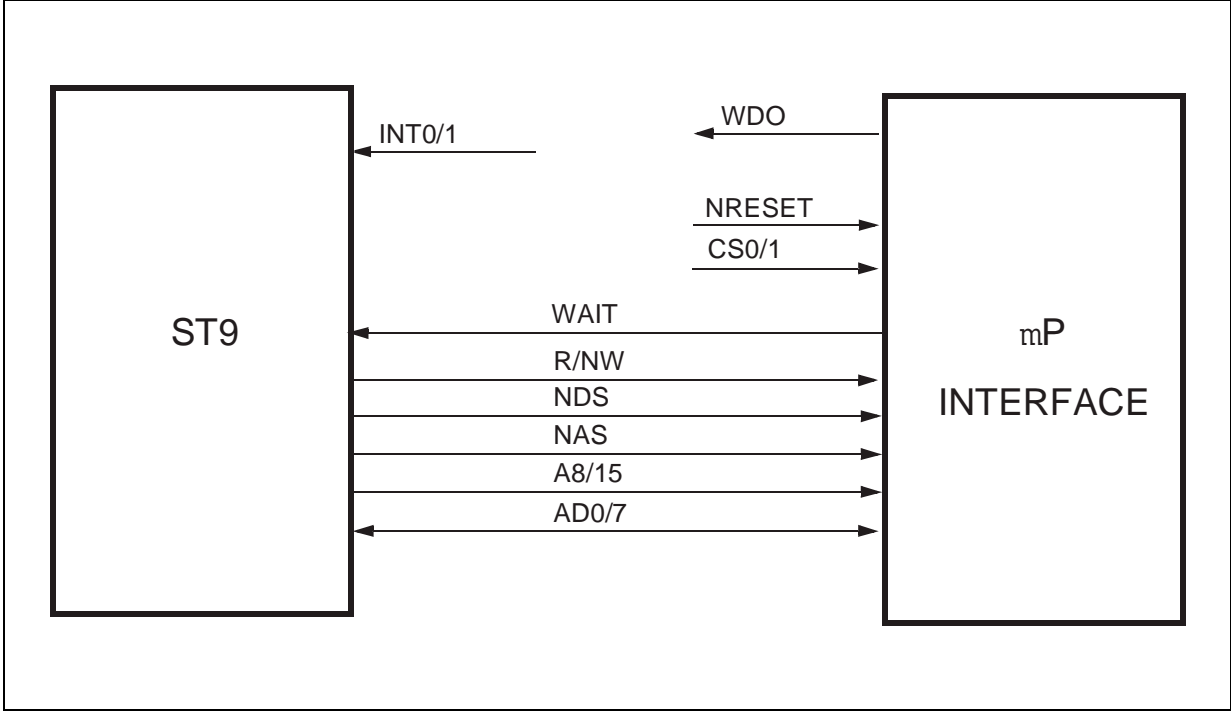 WDO
INT0/1
NRESET
CS0/1
WAIT
ST9
mP
R/NW
NDS
INTERFACE
NAS
A8/15
AD0/7